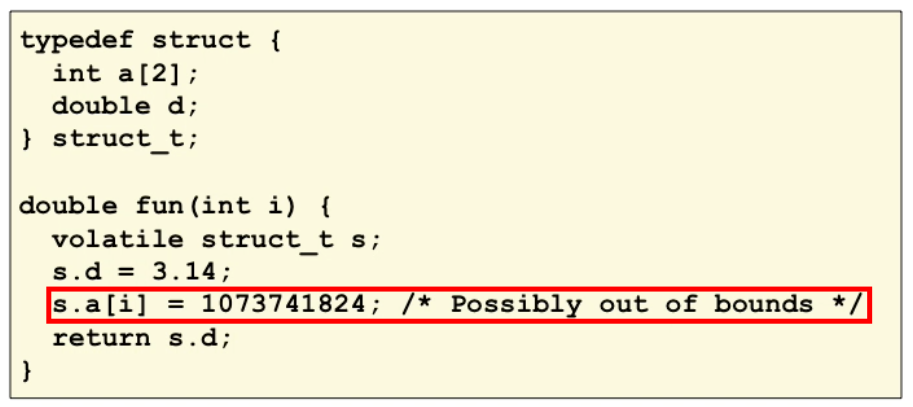 typedef struct {
  int a[2];
  double d;
} struct_t;

double fun(int i) {
  volatile struct_t s;
  s.d = 3.14;
  s.a[i] = 1073741824; /* Possibly out of bounds */
  return s.d;
}